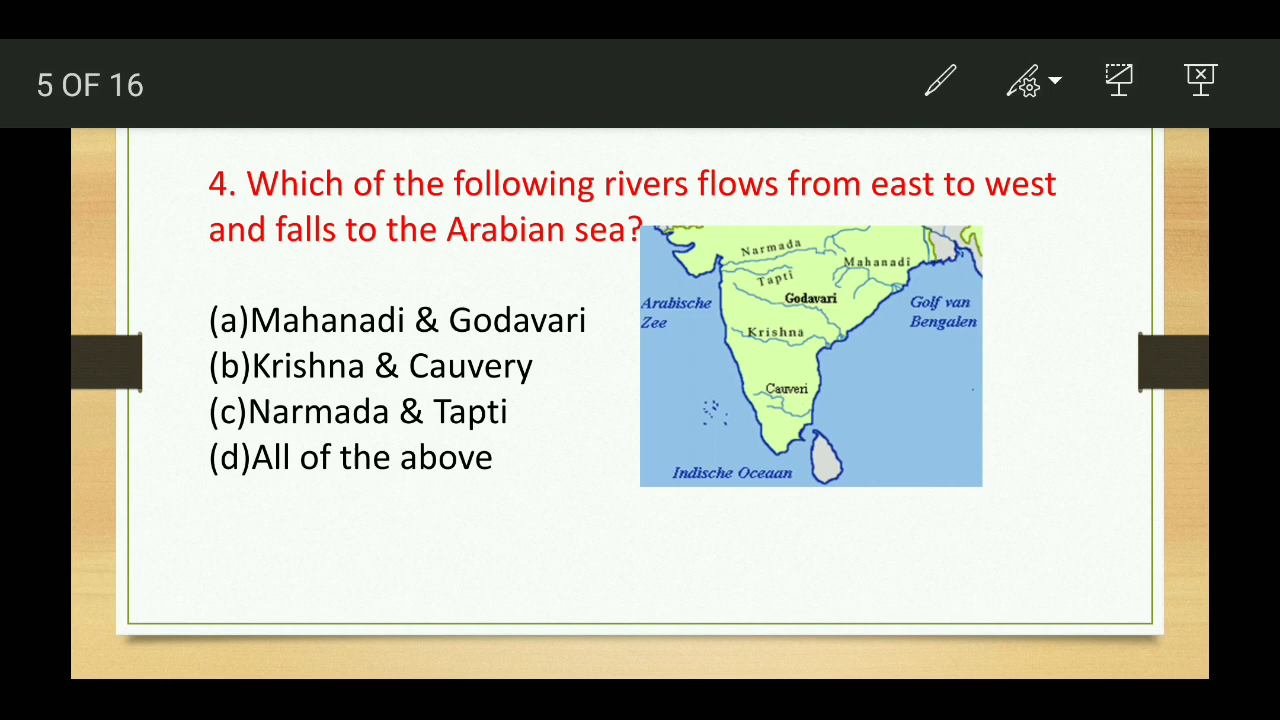 5 OF 16
4. Which of the following rivers flows from east to west
and falls to the Arabian sea?
(a)Mahanadi & Godavari
(b)Krishna & Cauvery
(c)Narmada & Tapti
(d)All of the above
Narmada
Mahanadi
Tapti
Godavari
Arabische
Zee
Golf van
Bengalen
Krishna
Cauveri
Indische Oceaan